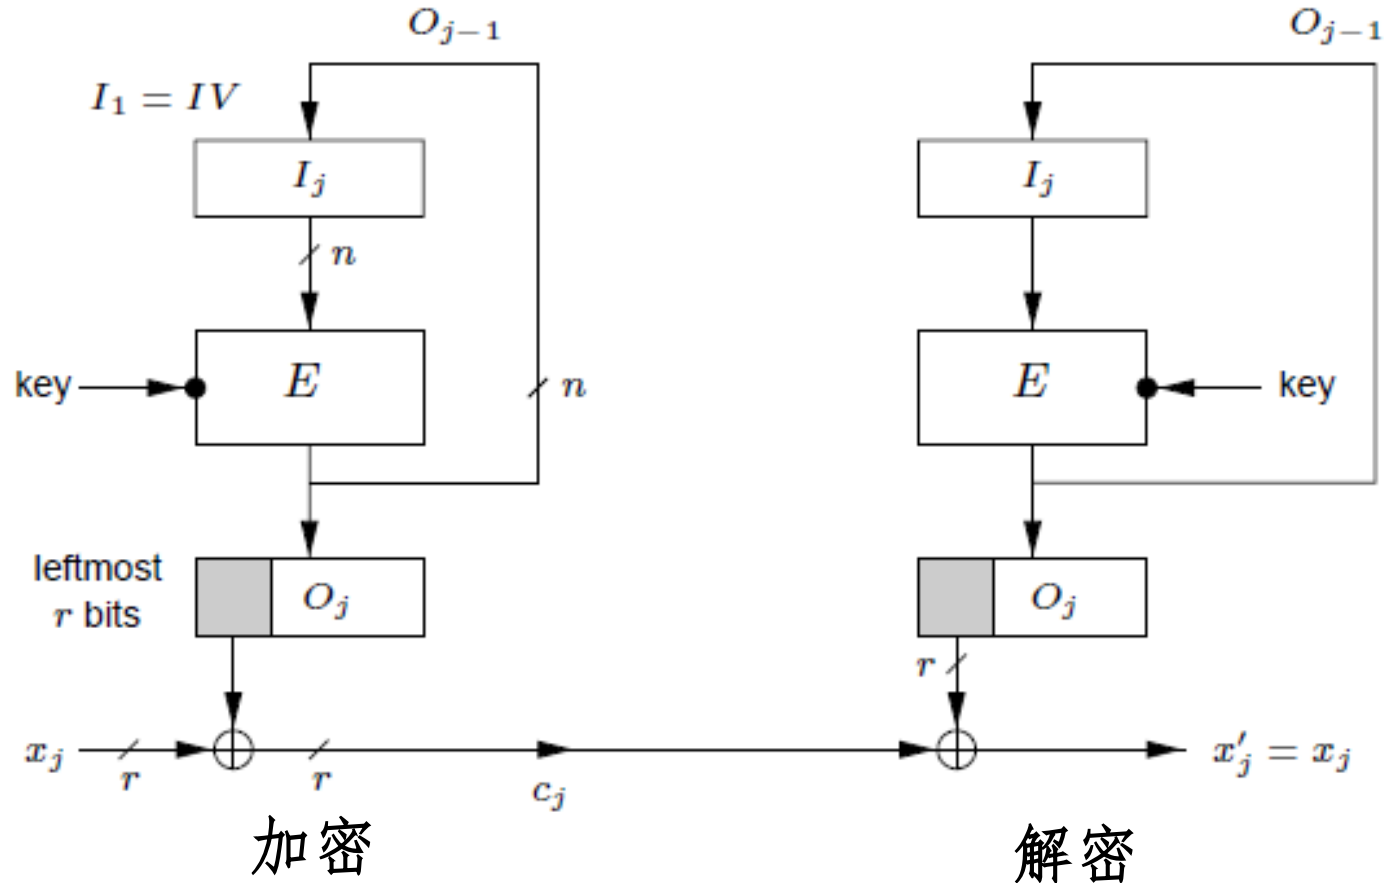 O_{j-1}
O_{j-1}
I_1 = IV
I_j
I_j
n
key
E
n
E
key
leftmost
r bits
O_j
O_j
r
x_j
r
r
c_j
x'_j = x_j
加密
解密